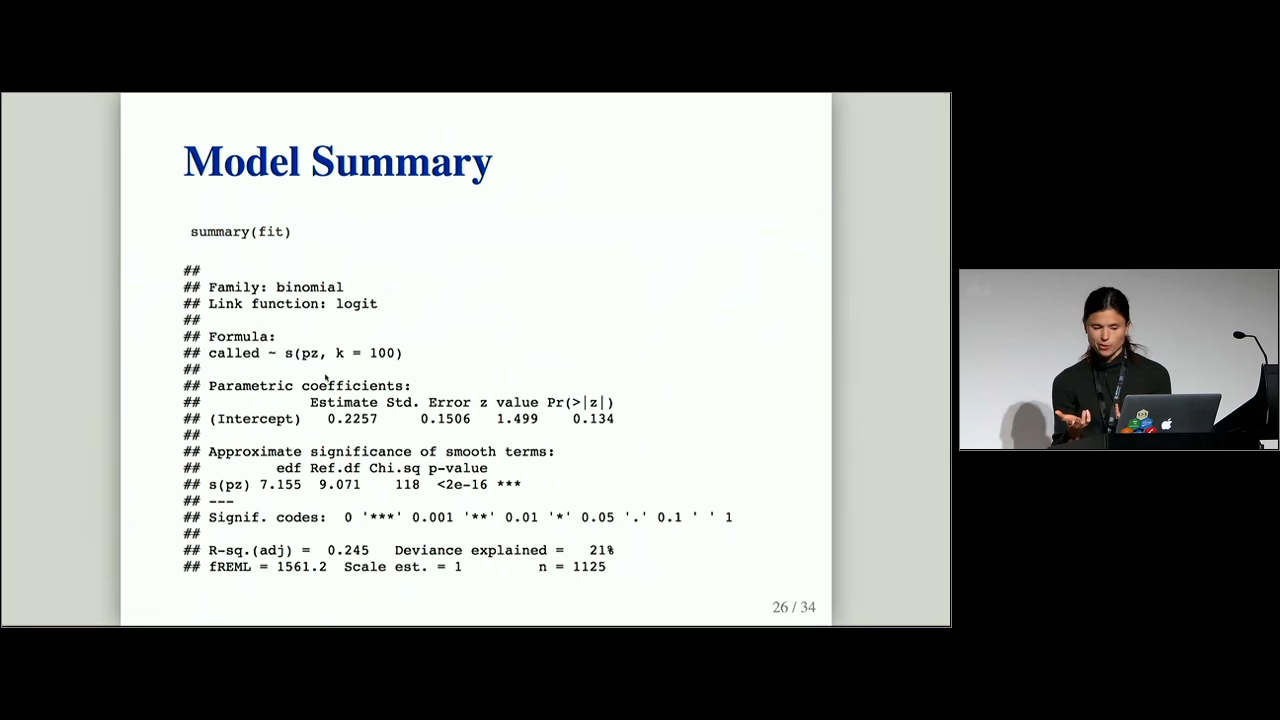 Model Summary
summary(fit)
##
## Family: binomial
## Link function: logit
##
## Formula:
## called ~ s(pz, k = 100)
##
## Parametric coefficients:
##             Estimate Std. Error z value Pr(>|z|)
## (Intercept)   0.2257     0.1506   1.499    0.134
##
## Approximate significance of smooth terms:
##         edf Ref.df Chi.sq p-value
## s(pz) 7.155  9.071    118  <2e-16 ***
## ---
## Signif. codes:  0 '***' 0.001 '**' 0.01 '*' 0.05 '.' 0.1 ' ' 1
##
## R-sq.(adj) =  0.245   Deviance explained =   21%
## fREML = 1561.2  Scale est. = 1         n = 1125
26 / 34